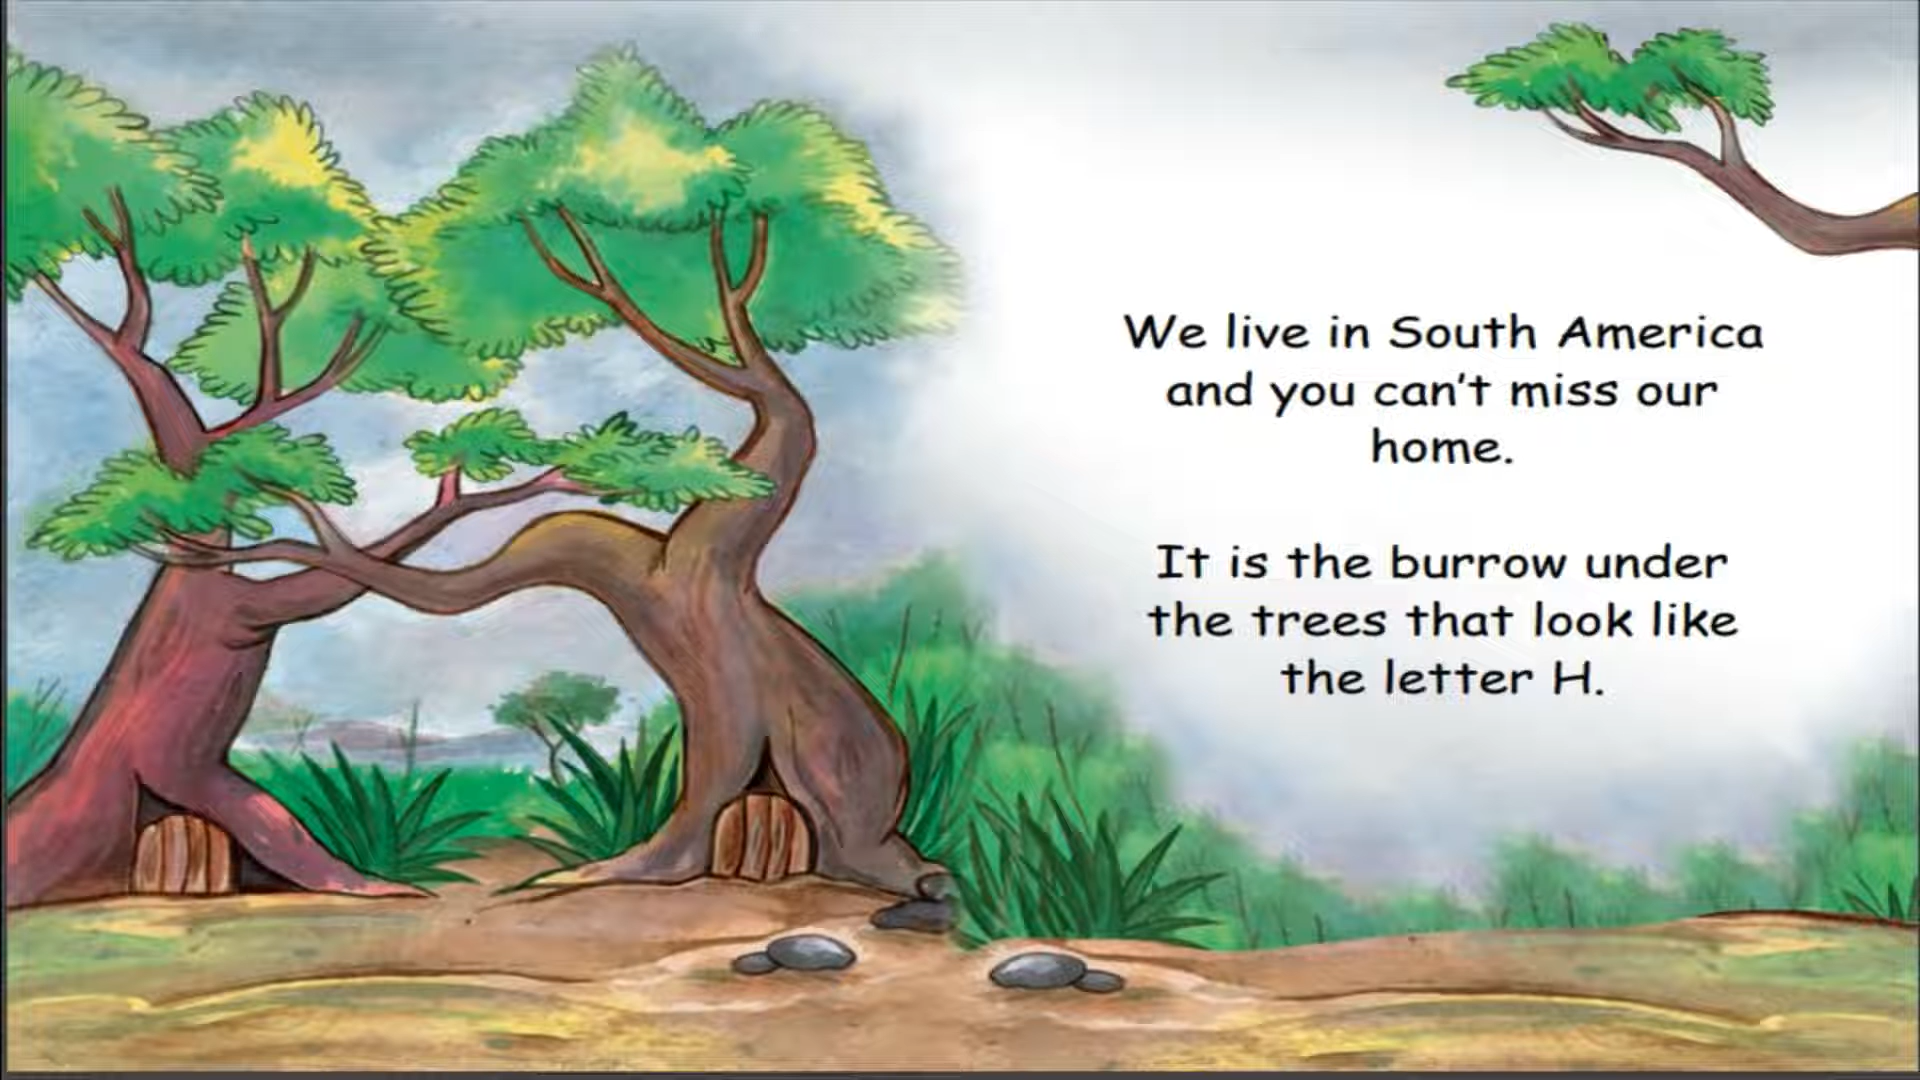 We live in South America
and you can't miss our
home.
It is the burrow under
the trees that look like
the letter H.